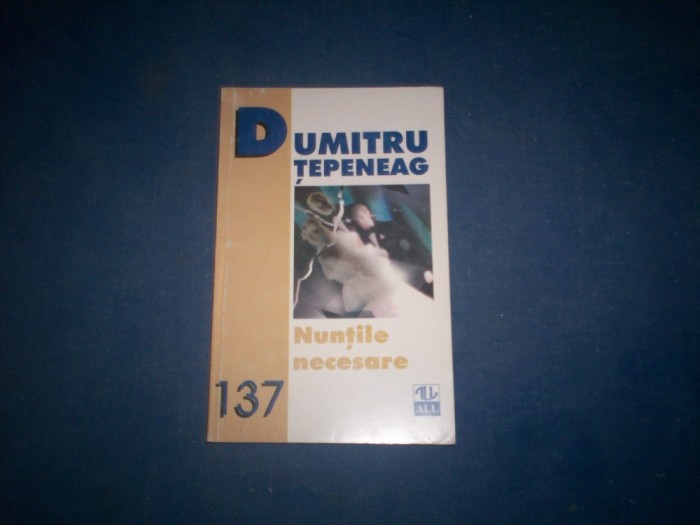 DUMITRU
ȚEPENEAG
Nunțile
necesare
137
ALL